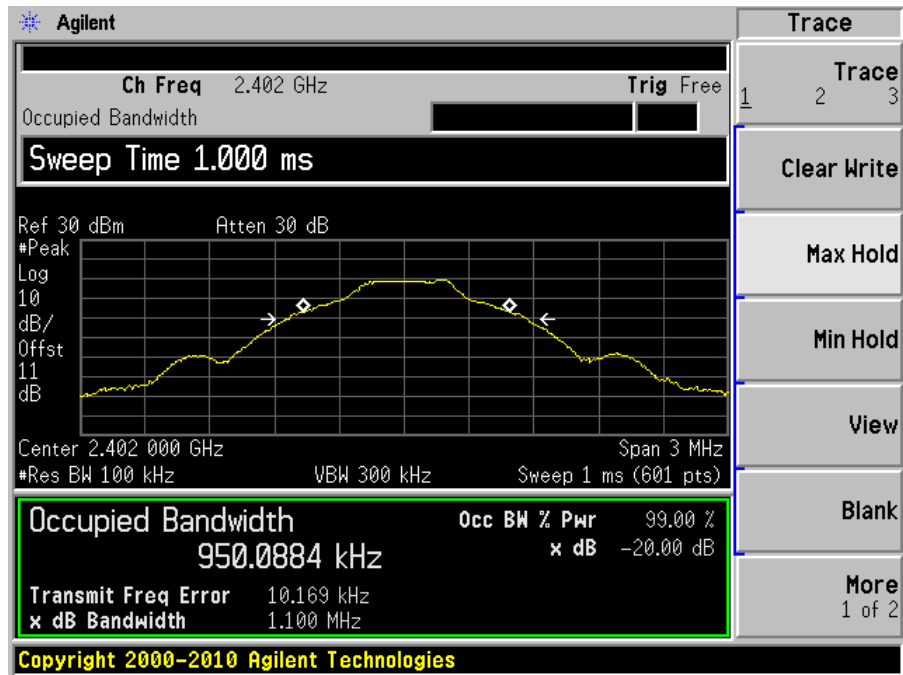 Agilent
Trace
Ch Freq 2.402 GHz Trig Free
Occupied Bandwidth
Sweep Time 1.000 ms
Ref 30 dBm Atten 30 dB
#Peak
Log
10
dB/
Offst
11
dB
Center 2.402 000 GHz Span 3 MHz
#Res BW 100 kHz VBW 300 kHz Sweep 1 ms (601 pts)
Occupied Bandwidth
950.0884 kHz
Occ BW % Pwr 99.00 %
x dB -20.00 dB
Transmit Freq Error 10.169 kHz
x dB Bandwidth 1.100 MHz
Trace
1 2 3
Clear Write
Max Hold
Min Hold
View
Blank
More
1 of 2
Copyright 2000-2010 Agilent Technologies